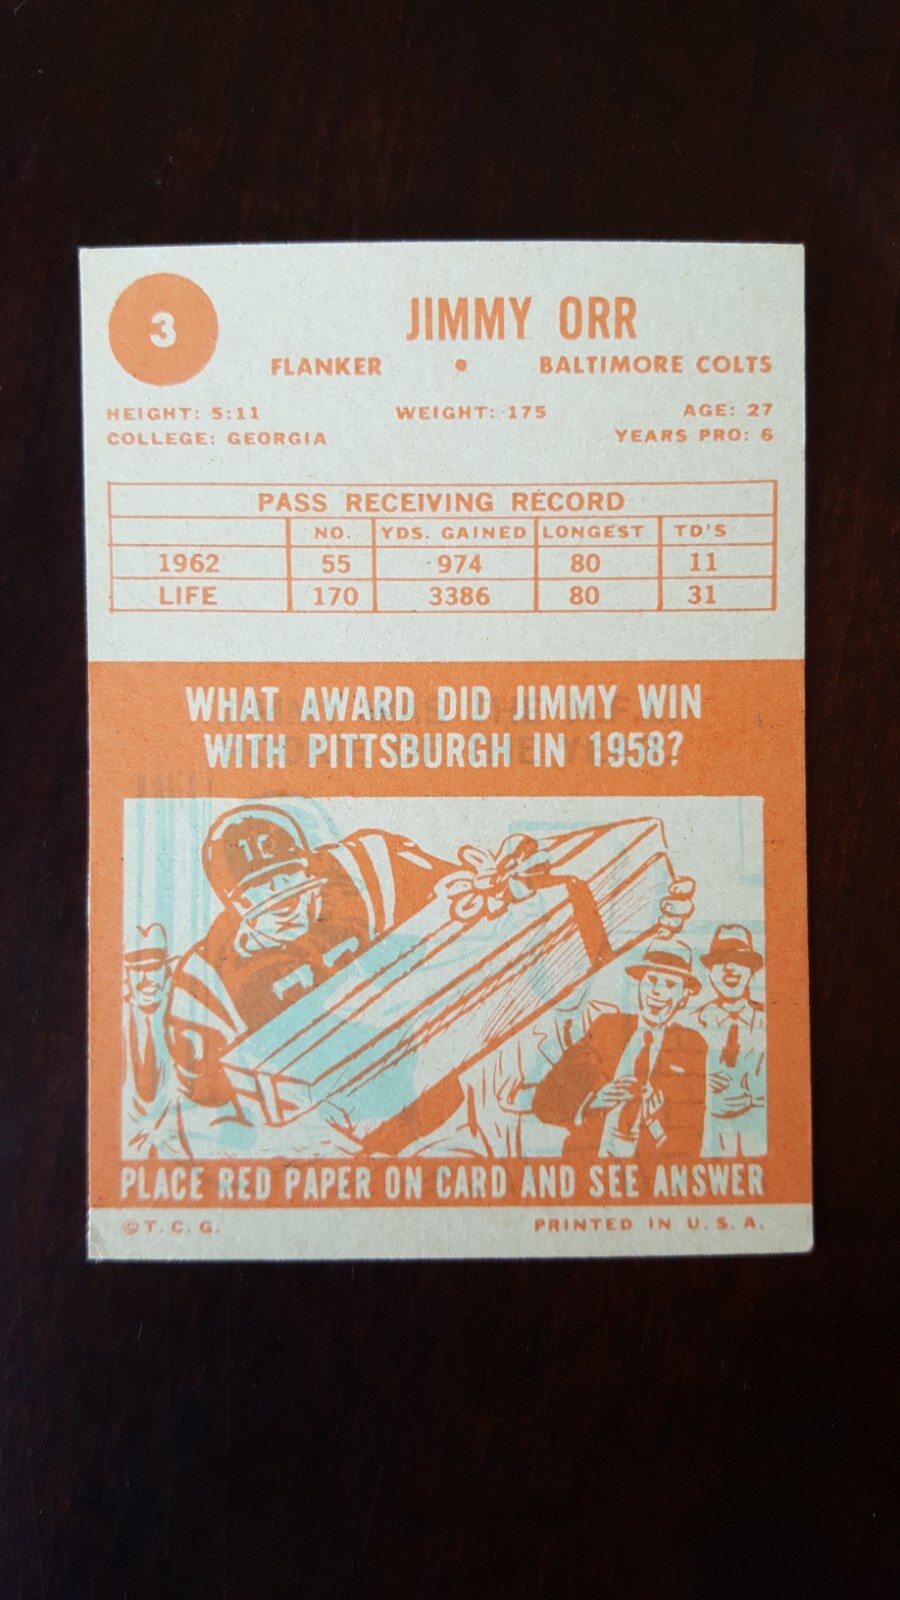 3
JIMMY ORR
FLANKER • BALTIMORE COLTS
HEIGHT: 5:11 WEIGHT: 175 AGE: 27
COLLEGE: GEORGIA YEARS PRO: 6
PASS RECEIVING RECORD
NO. YDS. GAINED LONGEST TD'S
1962 55 974 80 11
LIFE 170 3386 80 31
WHAT AWARD DID JIMMY WIN
WITH PITTSBURGH IN 1958?
PLACE RED PAPER ON CARD AND SEE ANSWER
©T.C.G. PRINTED IN U.S.A.